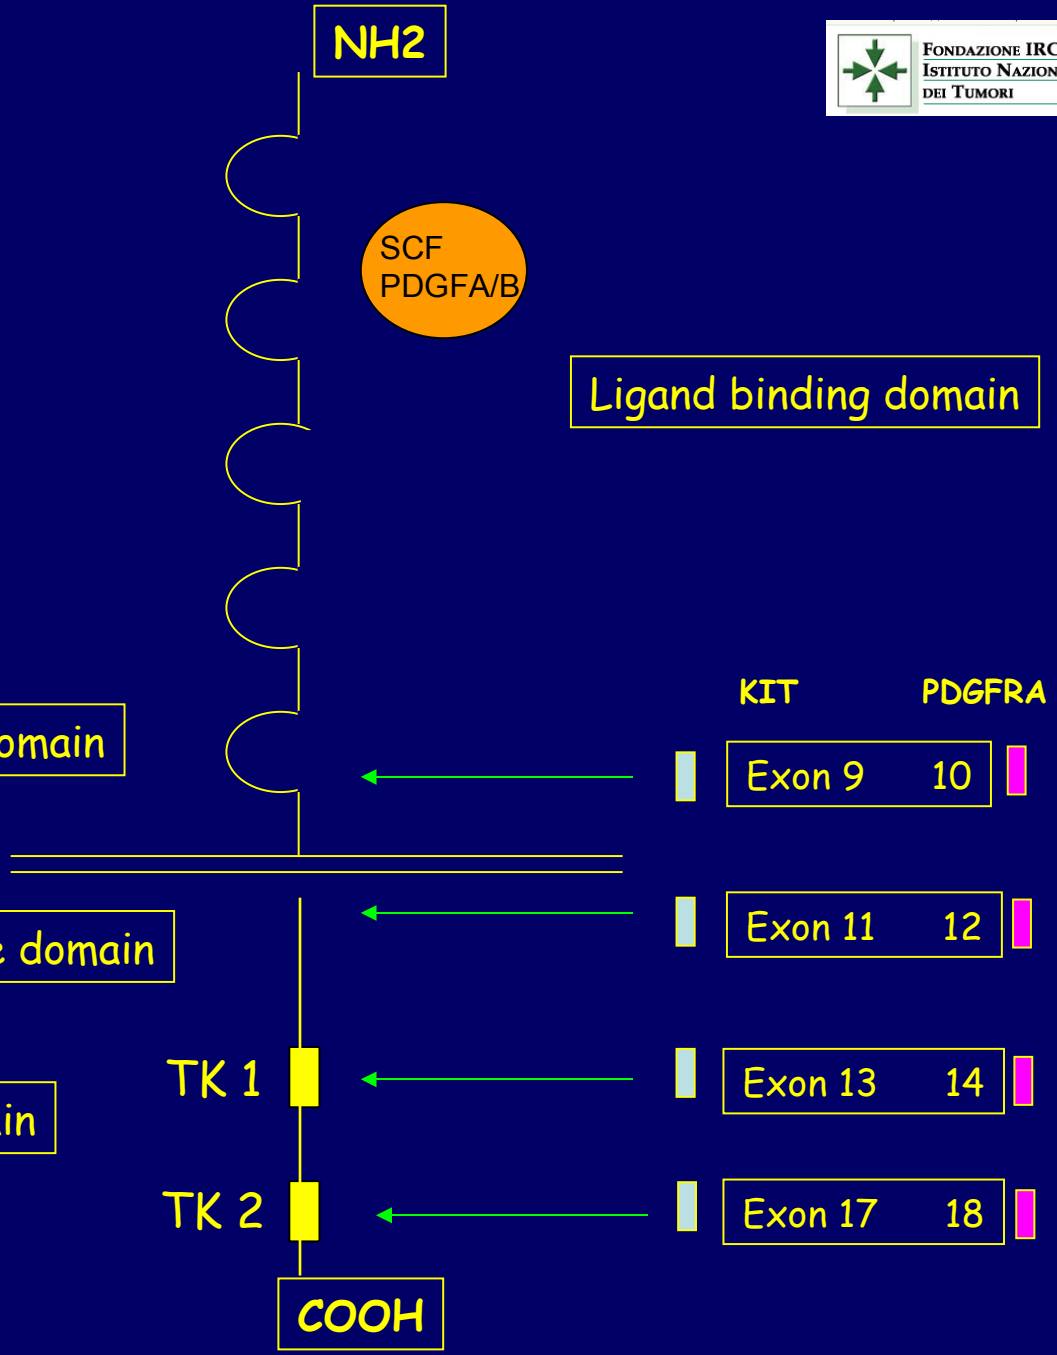 NH2
FONDAZIONE IRC
ISTITUTO NAZION
DEI TUMORI
SCF
PDGFA/B
Ligand binding domain
KIT PDGFRA
omain
Exon 9 10
Exon 11 12
domain
TK 1
Exon 13 14
in
TK 2
Exon 17 18
COOH